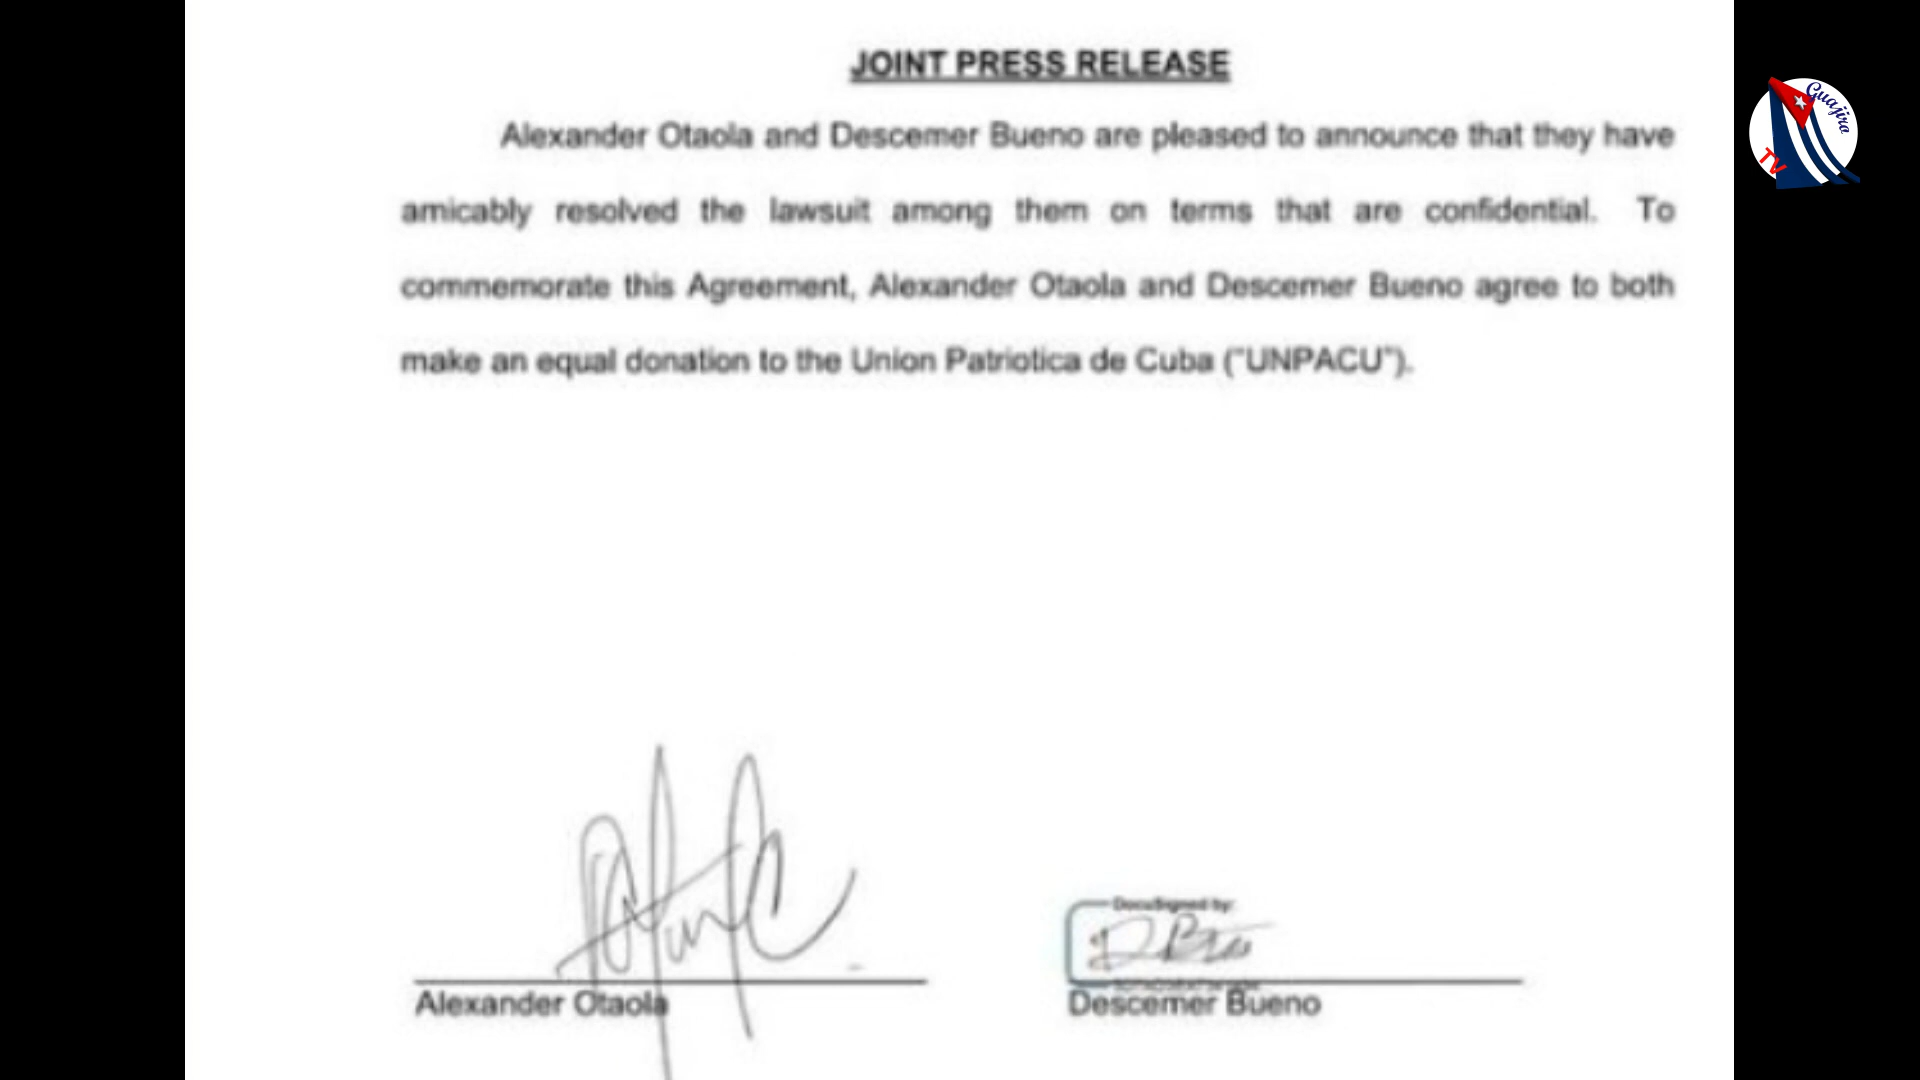 JOINT PRESS RELEASE
Guajiro
TV
Alexander Otaola and Descemer Bueno are pleased to announce that they have
amicably resolved the lawsuit among them on terms that are confidential. To
commemorate this Agreement, Alexander Otaola and Descemer Bueno agree to both
make an equal donation to the Union Patriotica de Cuba ("UNPACU").
DocuSigned by:
Alexander Otaola
Descemer Bueno